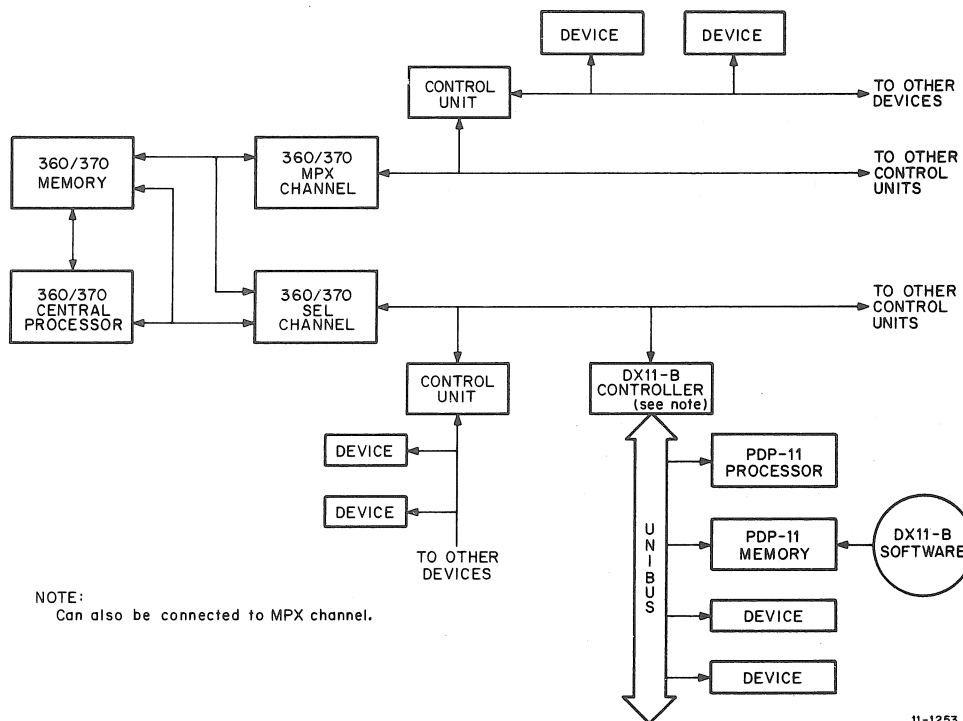 DEVICE
DEVICE
CONTROL
UNIT
TO OTHER
DEVICES
360/370
MEMORY
360/370
MPX
CHANNEL
TO OTHER
CONTROL
UNITS
360/370
CENTRAL
PROCESSOR
360/370
SEL
CHANNEL
TO OTHER
CONTROL
UNITS
CONTROL
UNIT
DX11-B
CONTROLLER
(see note)
DEVICE
DEVICE
TO OTHER
DEVICES
UNIBUS
PDP-11
PROCESSOR
PDP-11
MEMORY
DX11-B
SOFTWARE
DEVICE
DEVICE
NOTE:
Can also be connected to MPX channel.
11-1253